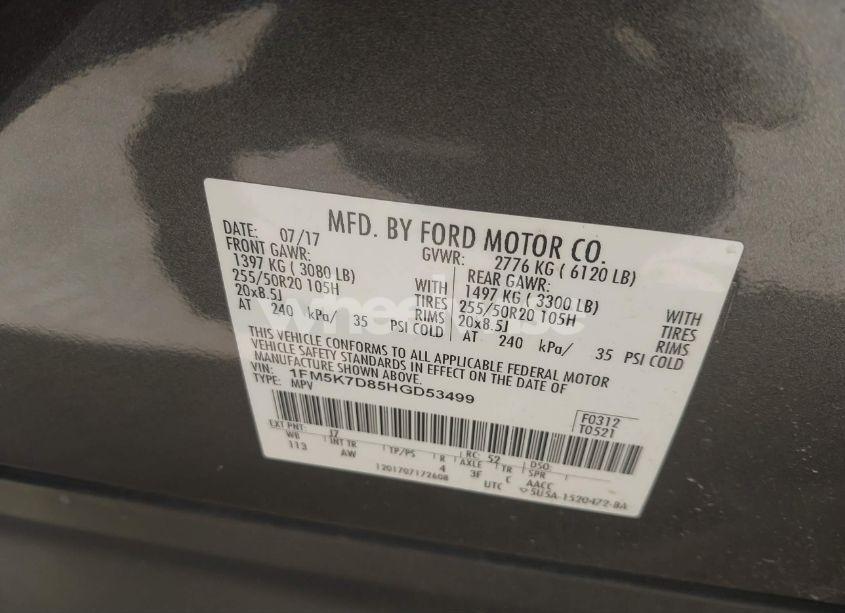 MFD. BY FORD MOTOR CO.
DATE: 07/17 GVWR: 2776 KG ( 6120 LB)
FRONT GAWR: REAR GAWR:
1397 KG ( 3080 LB) WITH 1497 KG ( 3300 LB) WITH
255/50R20 105H TIRES 255/50R20 105H TIRES
20x8.5J RIMS 20x8.5J RIMS
AT 240 kPa/ 35 PSI COLD AT 240 kPa/ 35 PSI COLD
THIS VEHICLE CONFORMS TO ALL APPLICABLE FEDERAL MOTOR
VEHICLE SAFETY STANDARDS IN EFFECT ON THE DATE OF
MANUFACTURE SHOWN ABOVE.
VIN: 1FM5K7D85HGD53499
TYPE: MPV
F0312
T0521
EXT PNT: J7 RC: 52 DSO:
WB INT TR TP/PS R AXLE TR SPR
113 AW 4 3F C AACC
1201707172608 UTC 5U5A-1520472-BA